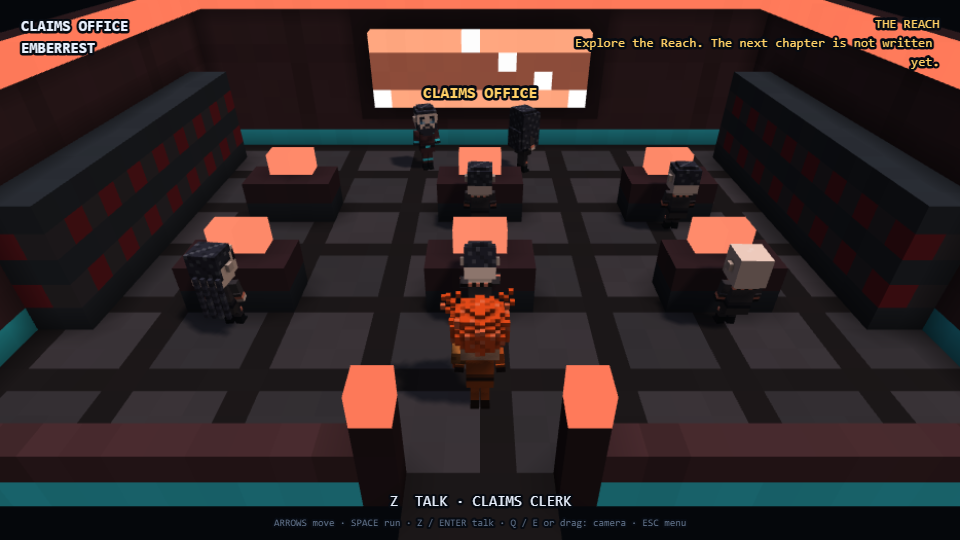 CLAIMS OFFICE
EMBERREST
THE REACH
Explore the Reach. The next chapter is not written
yet.
CLAIMS OFFICE
Z TALK · CLAIMS CLERK
ARROWS move · SPACE run · Z / ENTER talk · Q / E or drag: camera · ESC menu